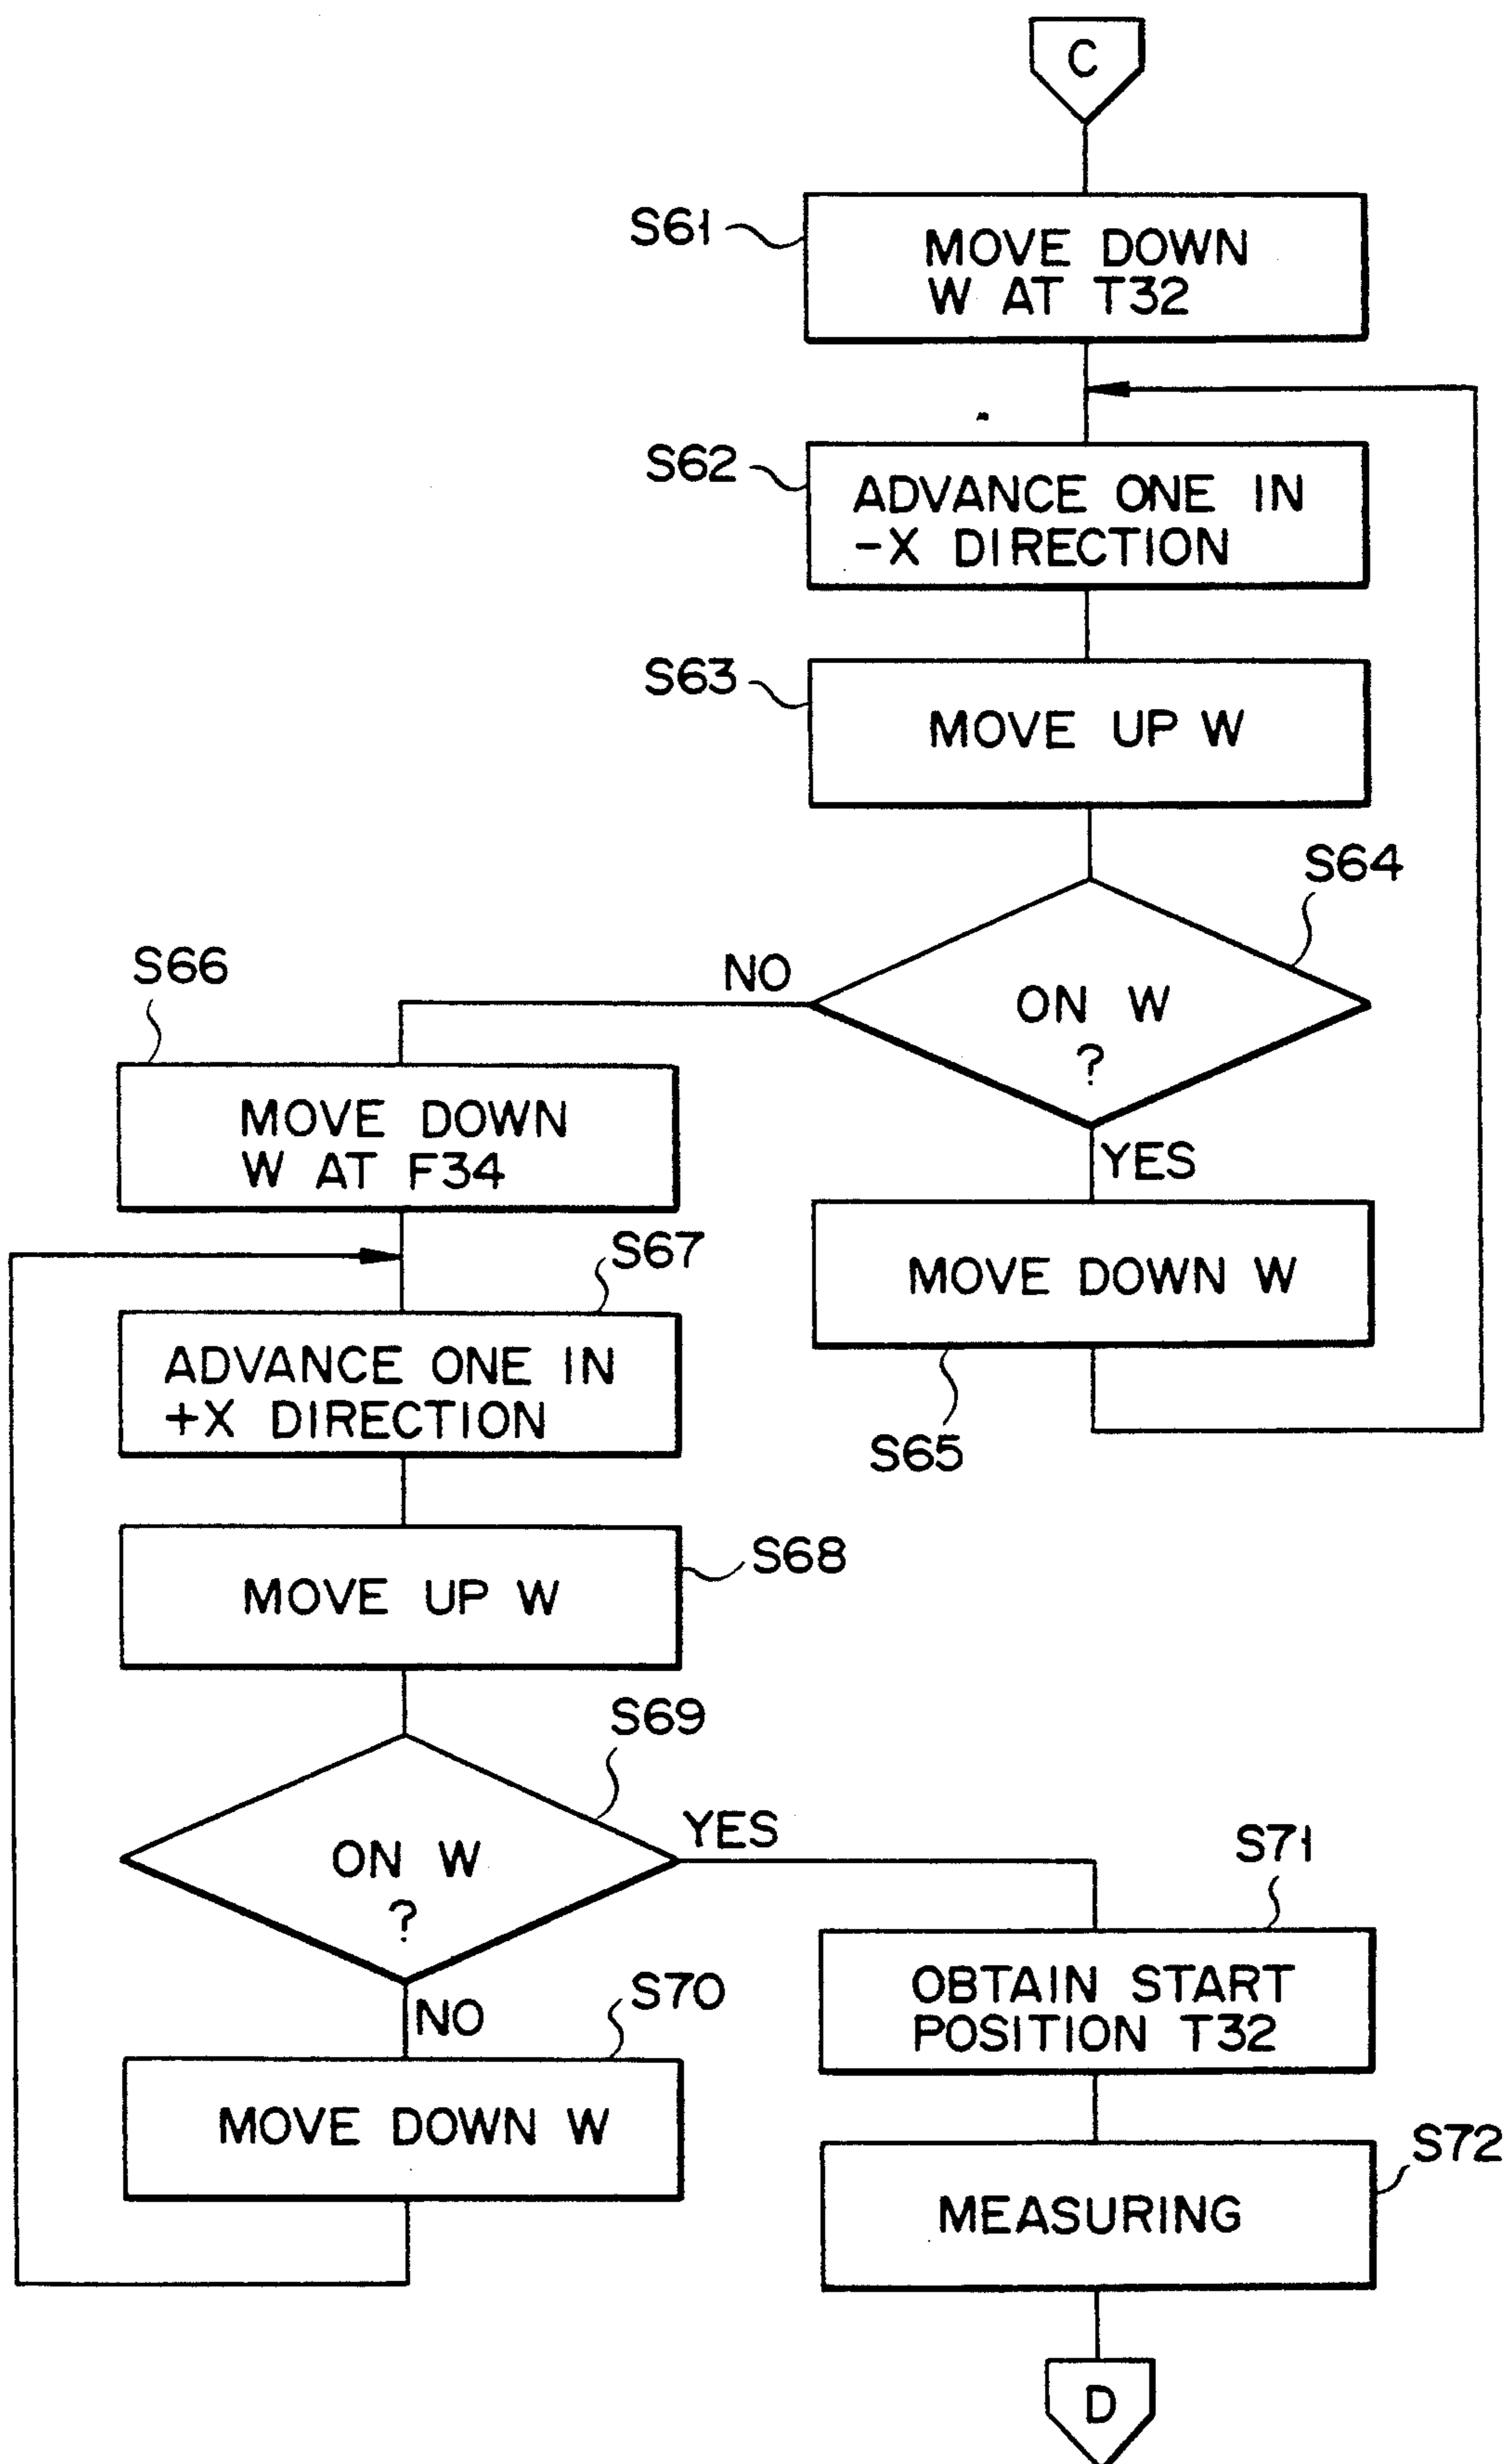 C
S61
MOVE DOWN
W AT T32
S62
ADVANCE ONE IN
-X DIRECTION
S63
MOVE UP W
S64
ON W
?
NO
YES
S65
MOVE DOWN W
S66
MOVE DOWN
W AT F34
S67
ADVANCE ONE IN
+X DIRECTION
S68
MOVE UP W
S69
ON W
?
YES
NO
S70
MOVE DOWN W
S71
OBTAIN START
POSITION T32
S72
MEASURING
D